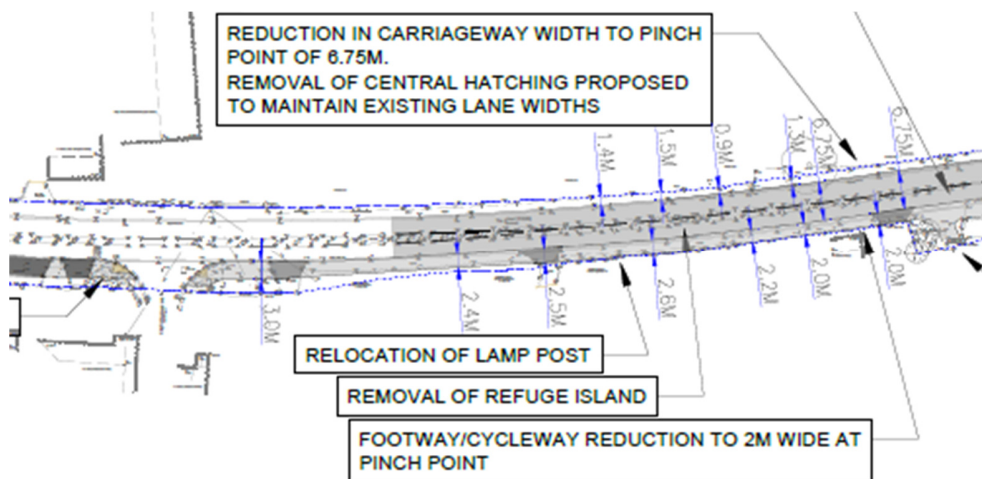 REDUCTION IN CARRIAGEWAY WIDTH TO PINCH
POINT OF 6.75M.
REMOVAL OF CENTRAL HATCHING PROPOSED
TO MAINTAIN EXISTING LANE WIDTHS
1.4M
1.5M
0.9M
1.3M
6.75M
6.75M
3.0M
2.4M
2.5M
2.6M
2.2M
2.0M
2.0M
RELOCATION OF LAMP POST
REMOVAL OF REFUGE ISLAND
FOOTWAY/CYCLEWAY REDUCTION TO 2M WIDE AT
PINCH POINT